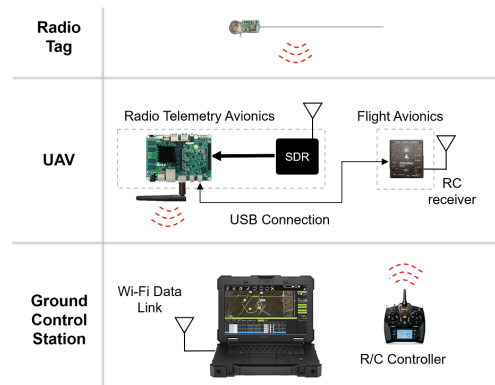 Radio
Tag
Radio Telemetry Avionics
Flight Avionics
UAV
SDR
RC
receiver
USB Connection
Ground
Control
Station
Wi-Fi Data
Link
R/C Controller